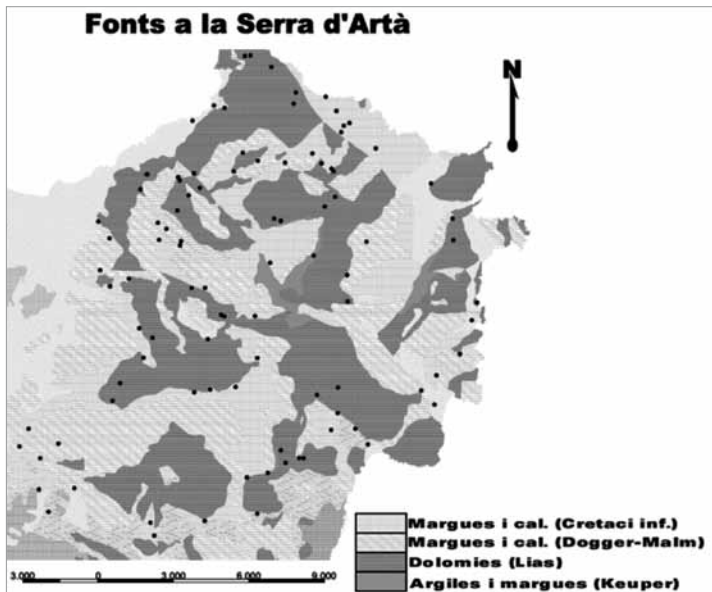 Fonts a la Serra d'Artà
N
Margues i cal. (Cretaci inf.)
Margues i cal. (Dogger-Malm)
Dolomies (Lias)
Argiles i margues (Keuper)
3.000 0 3.000 6.000 9.000